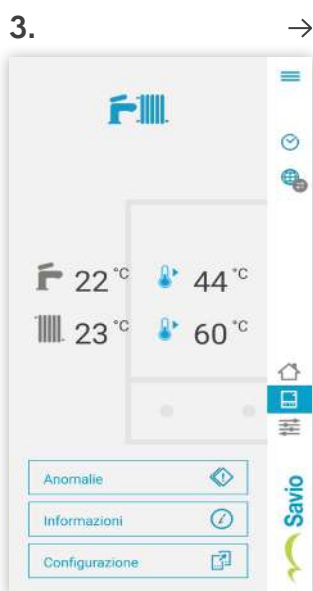 3.
22 °C 44 °C
23 °C 60 °C
Anomalie
Informazioni
Configurazione
Savio